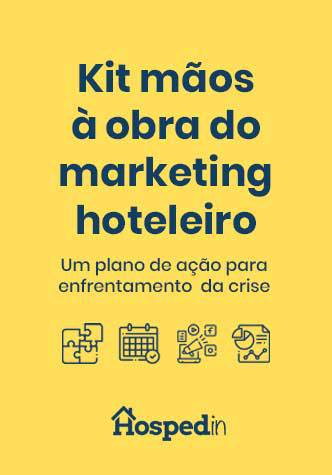 Kit mãos
à obra do
marketing
hoteleiro
Um plano de ação para
enfrentamento da crise
Hospedin